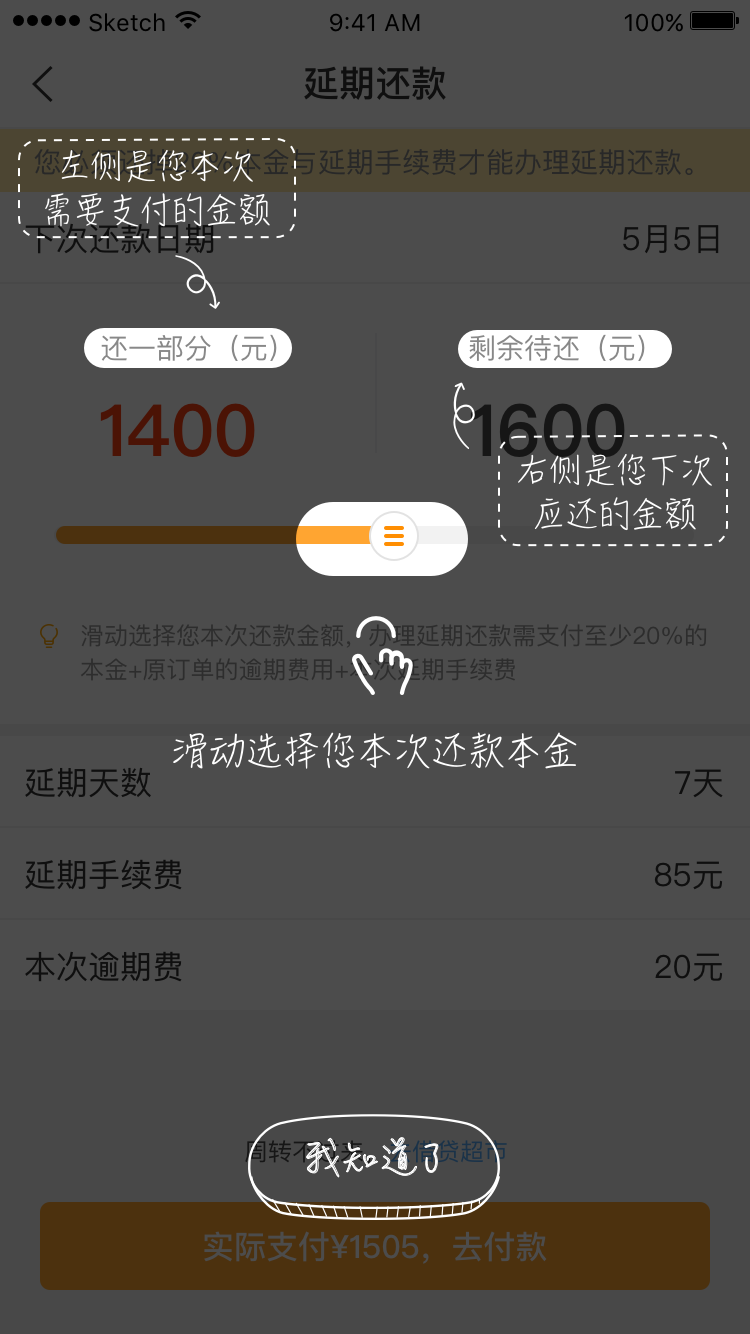 Sketch 9:41 AM 100%
延期还款
本金与延期手续费才能办理延期还款。
左侧是您本次
需要支付的金额
下次还款日期 5月5日
还一部分（元） 剩余待还（元）
1400 1600
右侧是您下次
应还的金额
滑动选择您本次还款金额，办理延期还款需支付至少20%的
本金+原订单的逾期费用+本次延期手续费
滑动选择您本次还款本金
延期天数 7天
延期手续费 85元
本次逾期费 20元
周转不 借贷超市
我知道了
实际支付¥1505，去付款